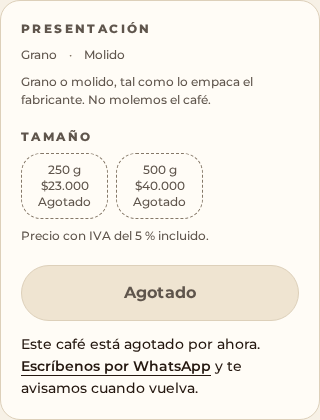 PRESENTACIÓN
Grano · Molido
Grano o molido, tal como lo empaca el
fabricante. No molemos el café.
TAMAÑO
250 g
$23.000
Agotado
500 g
$40.000
Agotado
Precio con IVA del 5 % incluido.
Agotado
Este café está agotado por ahora.
Escríbenos por WhatsApp y te
avisamos cuando vuelva.